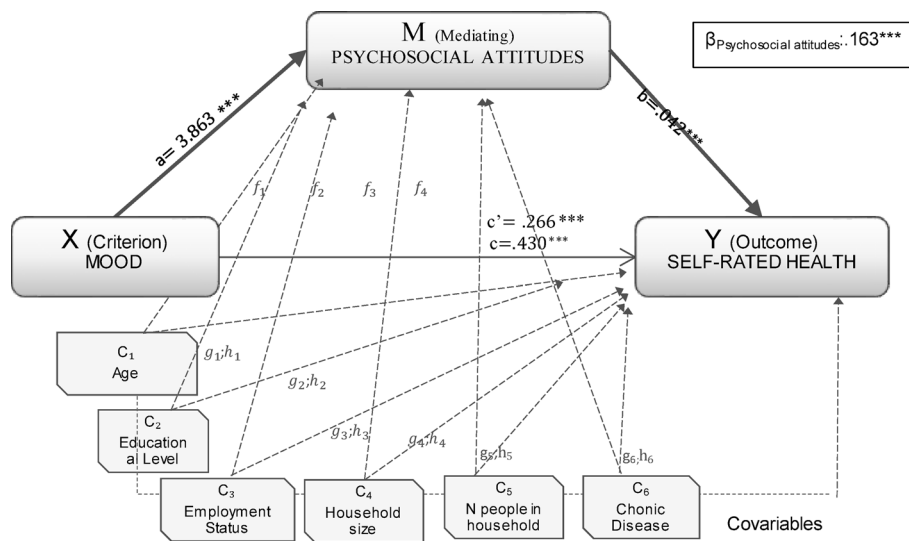 M (Mediating)
PSYCHOSOCIAL ATTITUDES
βPsychosocial attitudes:.163***
a= 3.863 ***
b=.042***
f₁
f₂
f₃
f₄
X (Criterion)
MOOD
c'= .266 ***
c=.430***
Y (Outcome)
SELF-RATED HEALTH
C₁
Age
g₁;h₁
g₂;h₂
C₂
Education
al Level
g₃;h₃
g₄;h₄
g₅;h₅
g₆;h₆
C₃
Employment
Status
C₄
Household
size
C₅
N people in
household
C₆
Chonic
Disease
Covariables